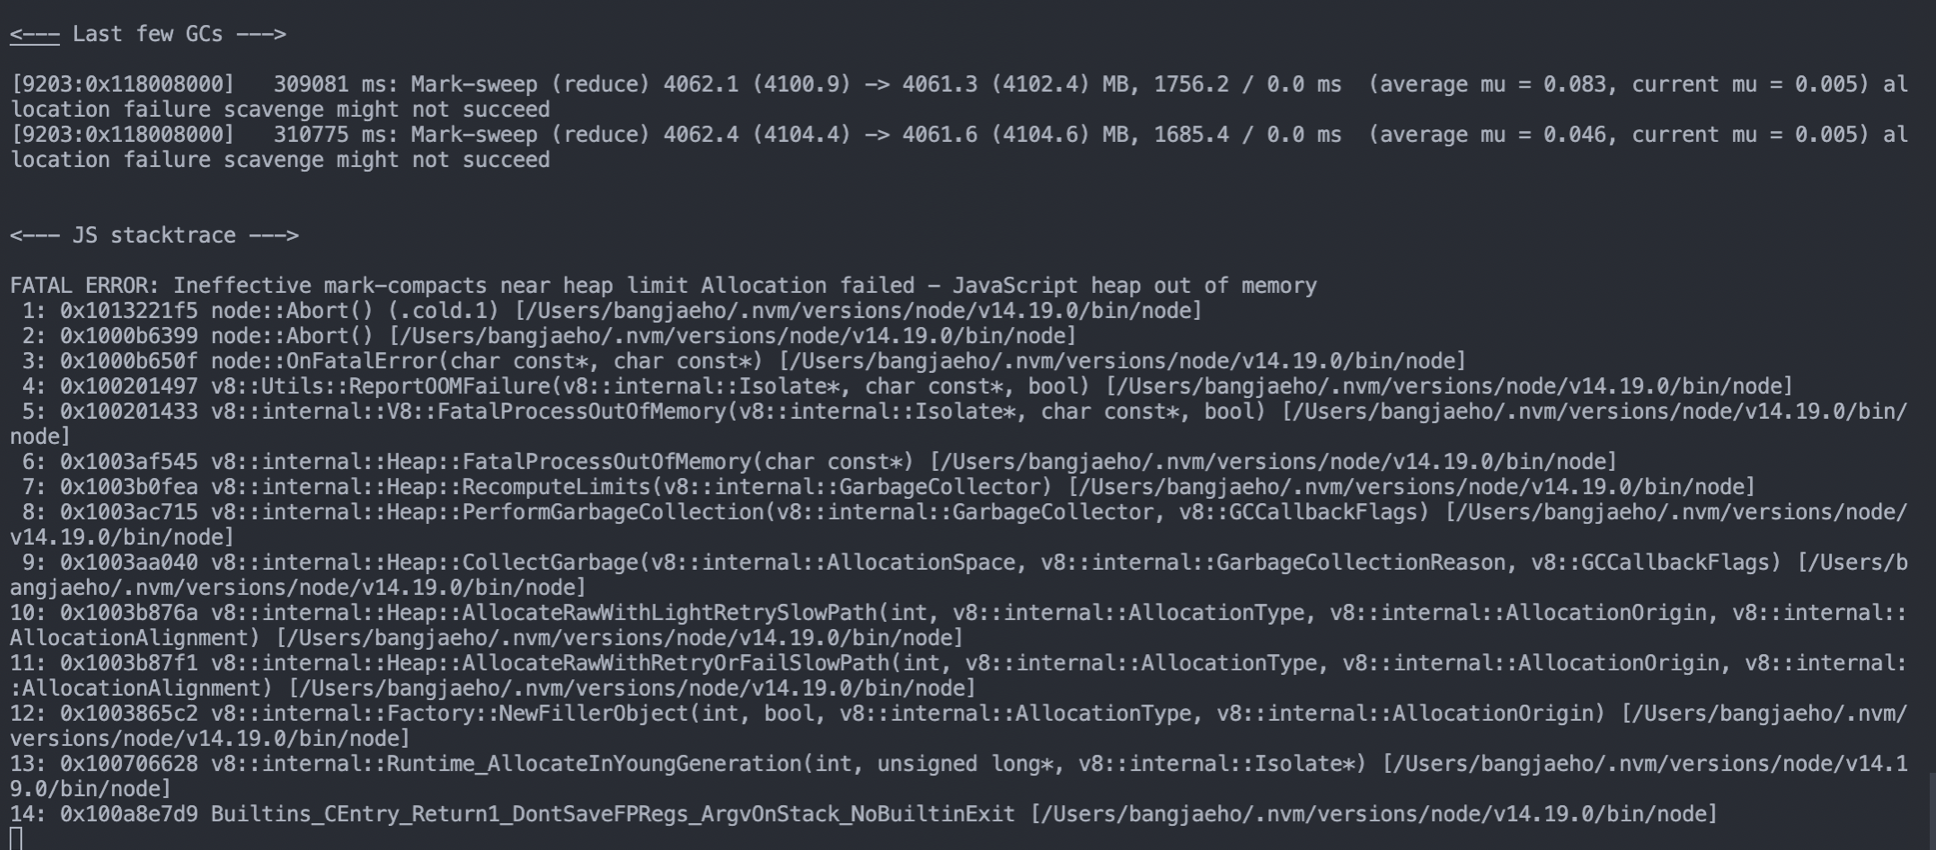 <--- Last few GCs --->
[9203:0x118008000]   309081 ms: Mark-sweep (reduce) 4062.1 (4100.9) -> 4061.3 (4102.4) MB, 1756.2 / 0.0 ms  (average mu = 0.083, current mu = 0.005) al
location failure scavenge might not succeed
[9203:0x118008000]   310775 ms: Mark-sweep (reduce) 4062.4 (4104.4) -> 4061.6 (4104.6) MB, 1685.4 / 0.0 ms  (average mu = 0.046, current mu = 0.005) al
location failure scavenge might not succeed
<--- JS stacktrace --->
FATAL ERROR: Ineffective mark-compacts near heap limit Allocation failed - JavaScript heap out of memory
 1: 0x1013221f5 node::Abort() (.cold.1) [/Users/bangjaeho/.nvm/versions/node/v14.19.0/bin/node]
 2: 0x1000b6399 node::Abort() [/Users/bangjaeho/.nvm/versions/node/v14.19.0/bin/node]
 3: 0x1000b650f node::OnFatalError(char const*, char const*) [/Users/bangjaeho/.nvm/versions/node/v14.19.0/bin/node]
 4: 0x100201497 v8::Utils::ReportOOMFailure(v8::internal::Isolate*, char const*, bool) [/Users/bangjaeho/.nvm/versions/node/v14.19.0/bin/node]
 5: 0x100201433 v8::internal::V8::FatalProcessOutOfMemory(v8::internal::Isolate*, char const*, bool) [/Users/bangjaeho/.nvm/versions/node/v14.19.0/bin/
node]
 6: 0x1003af545 v8::internal::Heap::FatalProcessOutOfMemory(char const*) [/Users/bangjaeho/.nvm/versions/node/v14.19.0/bin/node]
 7: 0x1003b0fea v8::internal::Heap::RecomputeLimits(v8::internal::GarbageCollector) [/Users/bangjaeho/.nvm/versions/node/v14.19.0/bin/node]
 8: 0x1003ac715 v8::internal::Heap::PerformGarbageCollection(v8::internal::GarbageCollector, v8::GCCallbackFlags) [/Users/bangjaeho/.nvm/versions/node/
v14.19.0/bin/node]
 9: 0x1003aa040 v8::internal::Heap::CollectGarbage(v8::internal::AllocationSpace, v8::internal::GarbageCollectionReason, v8::GCCallbackFlags) [/Users/b
angjaeho/.nvm/versions/node/v14.19.0/bin/node]
10: 0x1003b876a v8::internal::Heap::AllocateRawWithLightRetrySlowPath(int, v8::internal::AllocationType, v8::internal::AllocationOrigin, v8::internal::
AllocationAlignment) [/Users/bangjaeho/.nvm/versions/node/v14.19.0/bin/node]
11: 0x1003b87f1 v8::internal::Heap::AllocateRawWithRetryOrFailSlowPath(int, v8::internal::AllocationType, v8::internal::AllocationOrigin, v8::internal:
:AllocationAlignment) [/Users/bangjaeho/.nvm/versions/node/v14.19.0/bin/node]
12: 0x1003865c2 v8::internal::Factory::NewFillerObject(int, bool, v8::internal::AllocationType, v8::internal::AllocationOrigin) [/Users/bangjaeho/.nvm/
versions/node/v14.19.0/bin/node]
13: 0x100706628 v8::internal::Runtime_AllocateInYoungGeneration(int, unsigned long*, v8::internal::Isolate*) [/Users/bangjaeho/.nvm/versions/node/v14.1
9.0/bin/node]
14: 0x100a8e7d9 Builtins_CEntry_Return1_DontSaveFPRegs_ArgvOnStack_NoBuiltinExit [/Users/bangjaeho/.nvm/versions/node/v14.19.0/bin/node]